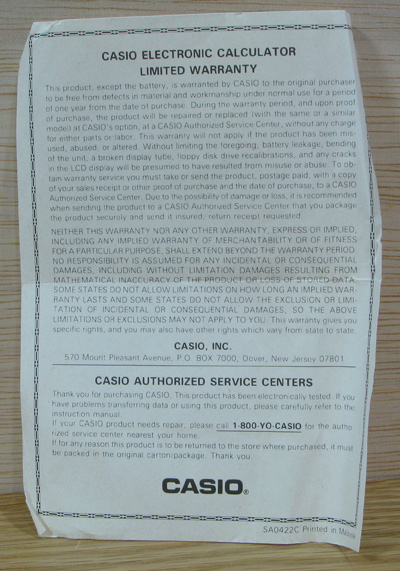 CASIO ELECTRONIC CALCULATOR
LIMITED WARRANTY
This product, except the battery, is warranted by CASIO to the original purchaser
to be free from defects in material and workmanship under normal use for a period
of one year from the date of purchase. During the warranty period, and upon proof
of purchase, the product will be repaired or replaced (with the same or a similar
model) at CASIO's option, at a CASIO Authorized Service Center, without any charge
for either parts or labor. This warranty will not apply if the product has been mis-
used, abused, or altered. Without limiting the foregoing, battery leakage, bending
of the unit, a broken display tube, floppy disk drive recalibrations, and any cracks
in the LCD display will be presumed to have resulted from misuse or abuse. To ob-
tain warranty service you must take or send the product, postage paid, with a copy
of your sales receipt or other proof of purchase and the date of purchase, to a CASIO
Authorized Service Center. Due to the possibility of damage or loss, it is recommended
when sending the product to a CASIO Authorized Service Center that you package
the product securely and send it insured, return receipt requested.
NEITHER THIS WARRANTY NOR ANY OTHER WARRANTY, EXPRESS OR IMPLIED,
INCLUDING ANY IMPLIED WARRANTY OF MERCHANTABILITY OR OF FITNESS
FOR A PARTICULAR PURPOSE, SHALL EXTEND BEYOND THE WARRANTY PERIOD.
NO RESPONSIBILITY IS ASSUMED FOR ANY INCIDENTAL OR CONSEQUENTIAL
DAMAGES, INCLUDING WITHOUT LIMITATION DAMAGES RESULTING FROM
MATHEMATICAL INACCURACY OF THE PRODUCT OR LOSS OF STORED DATA.
SOME STATES DO NOT ALLOW LIMITATIONS ON HOW LONG AN IMPLIED WAR-
RANTY LASTS AND SOME STATES DO NOT ALLOW THE EXCLUSION OR LIMI-
TATION OF INCIDENTAL OR CONSEQUENTIAL DAMAGES, SO THE ABOVE
LIMITATIONS OR EXCLUSIONS MAY NOT APPLY TO YOU. This warranty gives you
specific rights, and you may also have other rights which vary from state to state.
CASIO, INC.
570 Mount Pleasant Avenue, P.O. BOX 7000, Dover, New Jersey 07801
CASIO AUTHORIZED SERVICE CENTERS
Thank you for purchasing CASIO. This product has been electronically tested. If you
have problems transferring data or using this product, please carefully refer to the
instruction manual.
If your CASIO product needs repair, please call 1-800-YO-CASIO for the autho-
rized service center nearest your home.
If for any reason this product is to be returned to the store where purchased, it must
be packed in the original carton/package. Thank you.
CASIO®
SA0422C Printed in